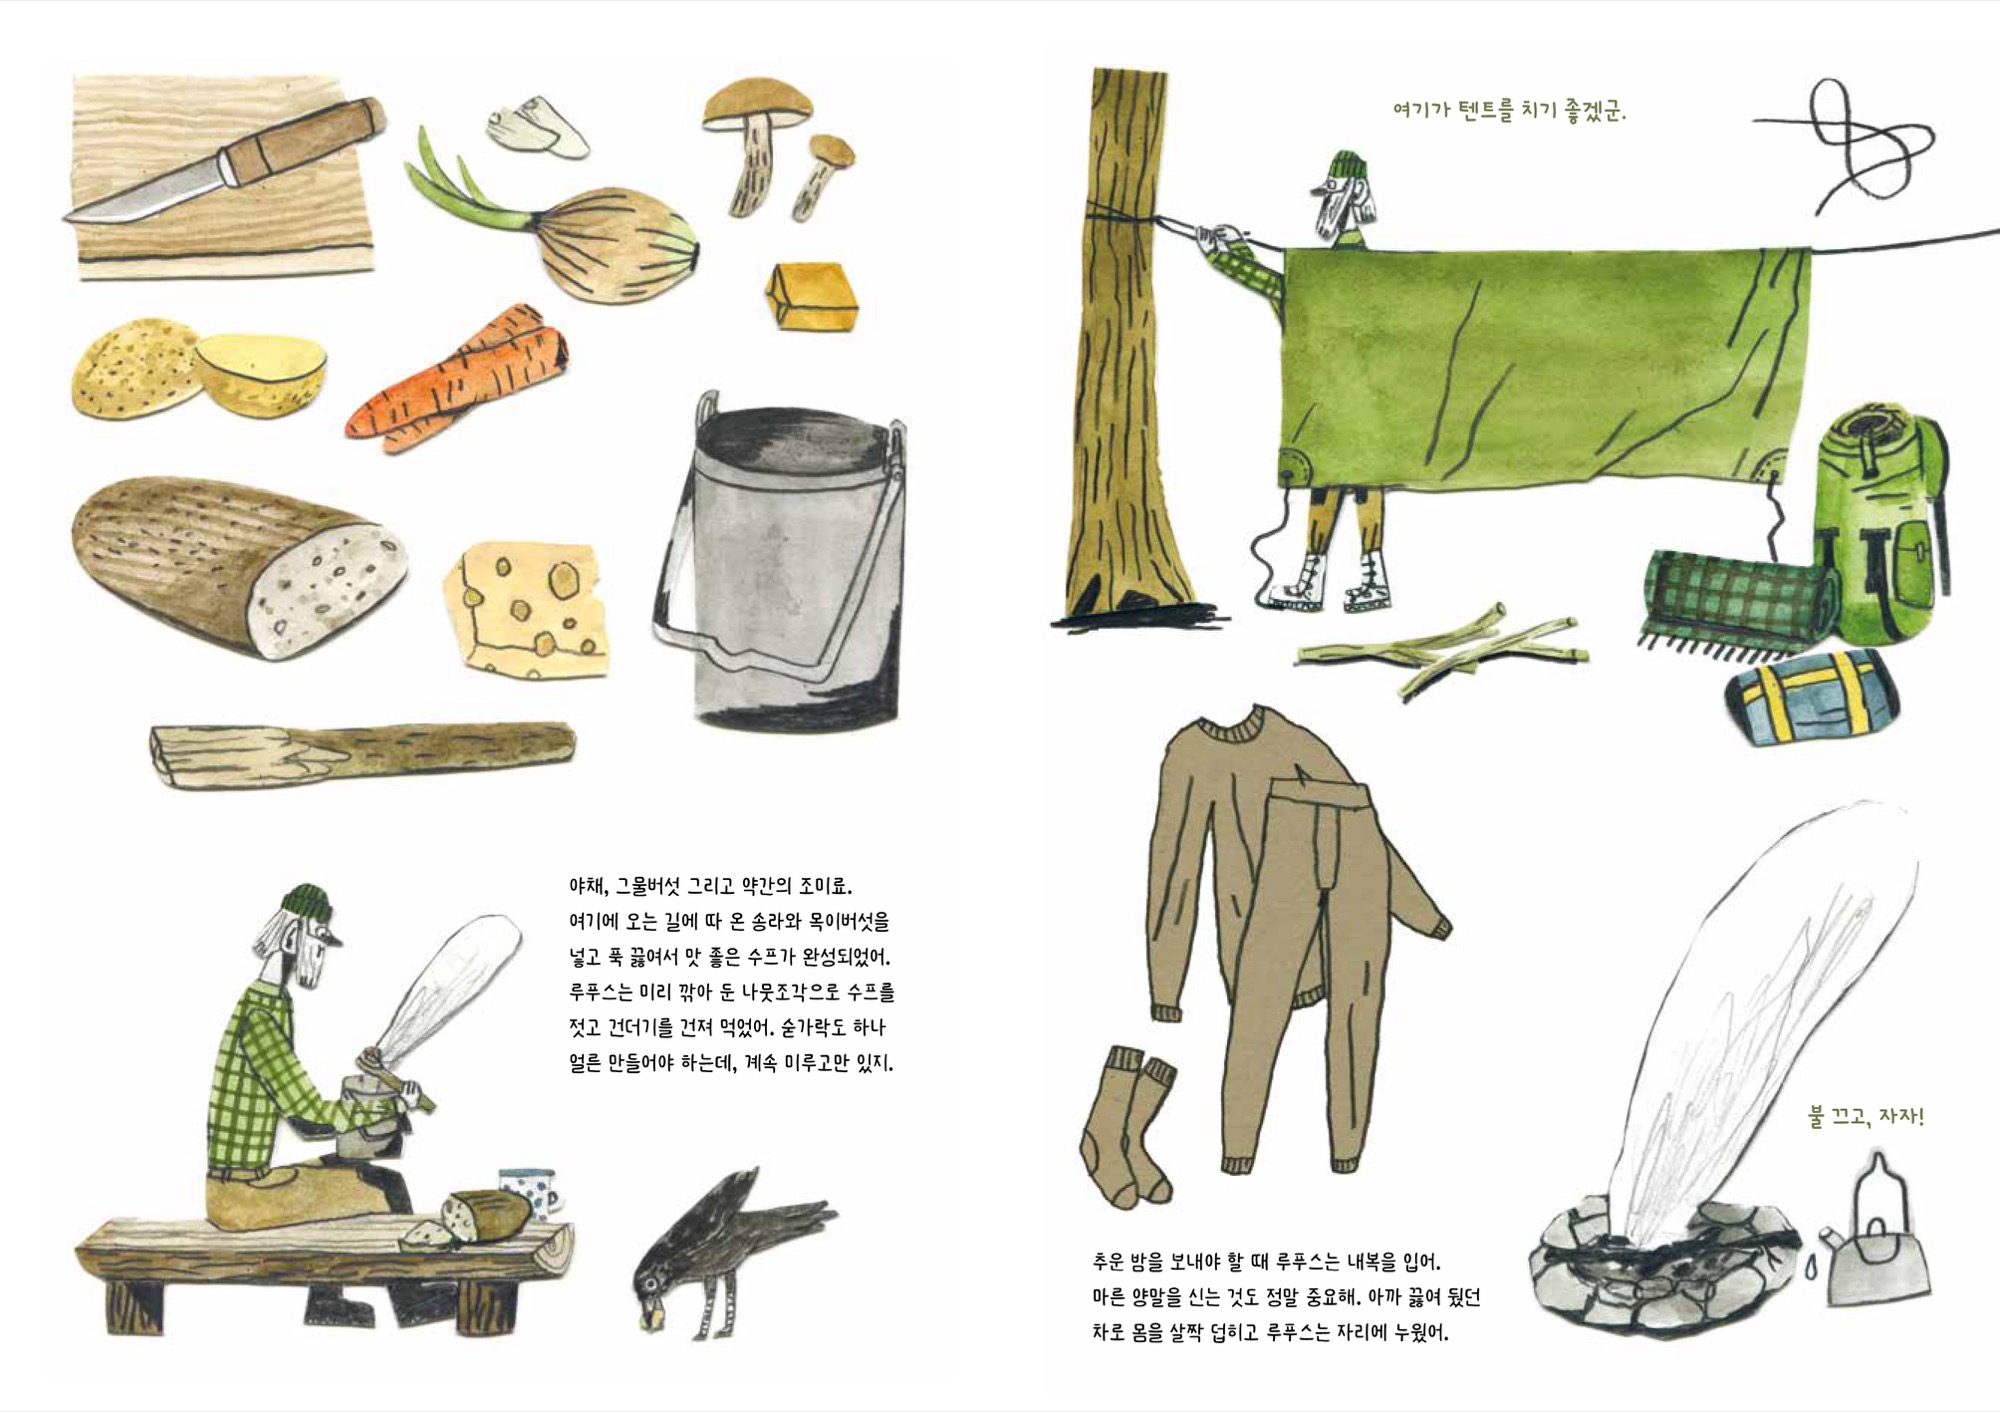 야채, 그물버섯 그리고 약간의 조미료.
여기에 오는 길에 따 온 송라와 목이버섯을
넣고 푹 끓여서 맛 좋은 수프가 완성되었어.
루푸스는 미리 깎아 둔 나뭇조각으로 수프를
젓고 건더기를 건져 먹었어. 숟가락도 하나
얼른 만들어야 하는데, 계속 미루고만 있지.
여기가 텐트를 치기 좋겠군.
불 끄고, 자자!
추운 밤을 보내야 할 때 루푸스는 내복을 입어.
마른 양말을 신는 것도 정말 중요해. 아까 끓여 뒀던
차로 몸을 살짝 덥히고 루푸스는 자리에 누웠어.